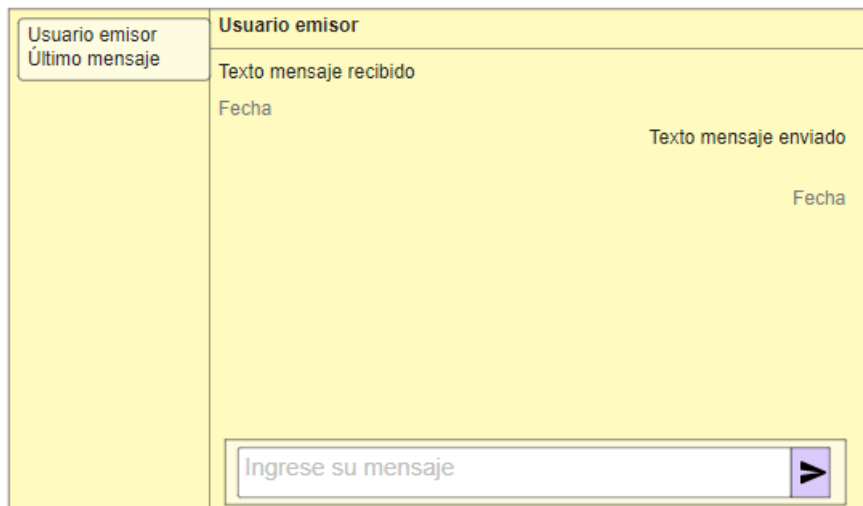 Usuario emisor
Último mensaje
Usuario emisor
Texto mensaje recibido
Fecha
Texto mensaje enviado
Fecha
Ingrese su mensaje